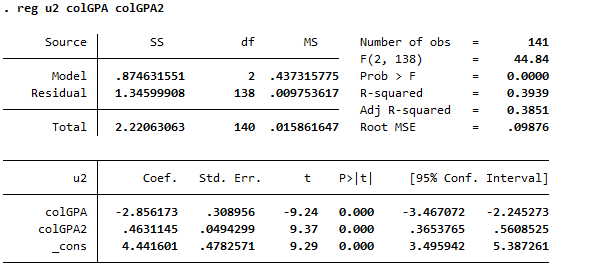 . reg u2 colGPA colGPA2
Source SS df MS Number of obs = 141
F(2, 138) = 44.84
Model .874631551 2 .437315775 Prob > F = 0.0000
Residual 1.34599908 138 .009753617 R-squared = 0.3939
Adj R-squared = 0.3851
Total 2.22063063 140 .015861647 Root MSE = .09876
u2 Coef. Std. Err. t P>|t| [95% Conf. Interval]
colGPA -2.856173 .308956 -9.24 0.000 -3.467072 -2.245273
colGPA2 .4631145 .0494299 9.37 0.000 .3653765 .5608525
_cons 4.441601 .4782571 9.29 0.000 3.495942 5.387261